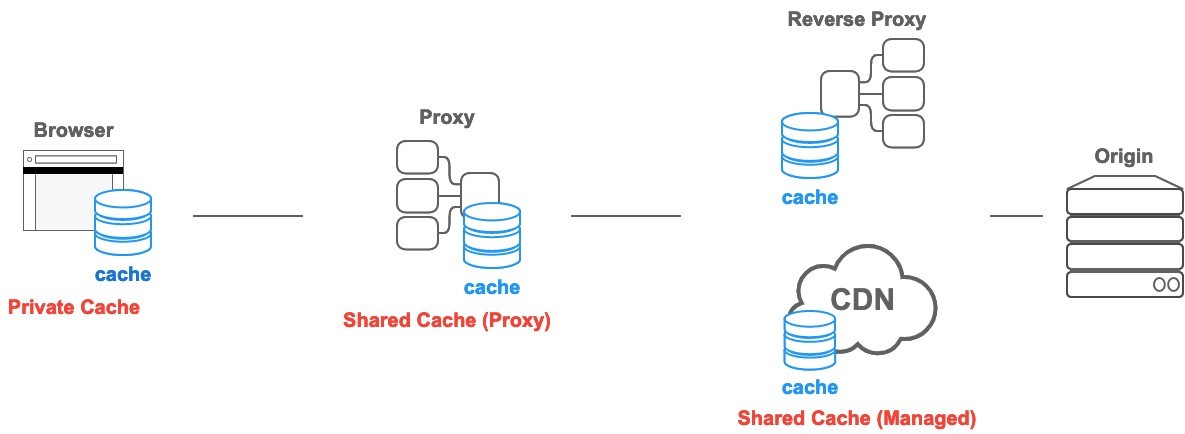 Browser
cache
Private Cache
Proxy
cache
Shared Cache (Proxy)
Reverse Proxy
cache
CDN
cache
Shared Cache (Managed)
Origin